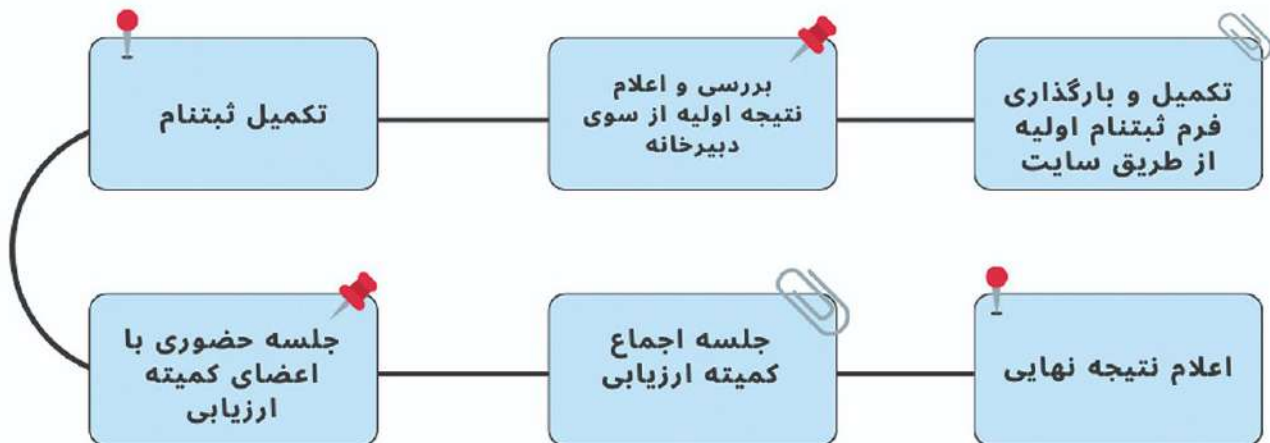 تکمیل و بارگذاری
فرم ثبتنام اولیه
از طریق سایت
بررسی و اعلام
نتیجه اولیه از سوی
دبیرخانه
تکمیل ثبتنام
جلسه حضوری با
اعضای کمیته
ارزیابی
جلسه اجماع
کمیته ارزیابی
اعلام نتیجه نهایی